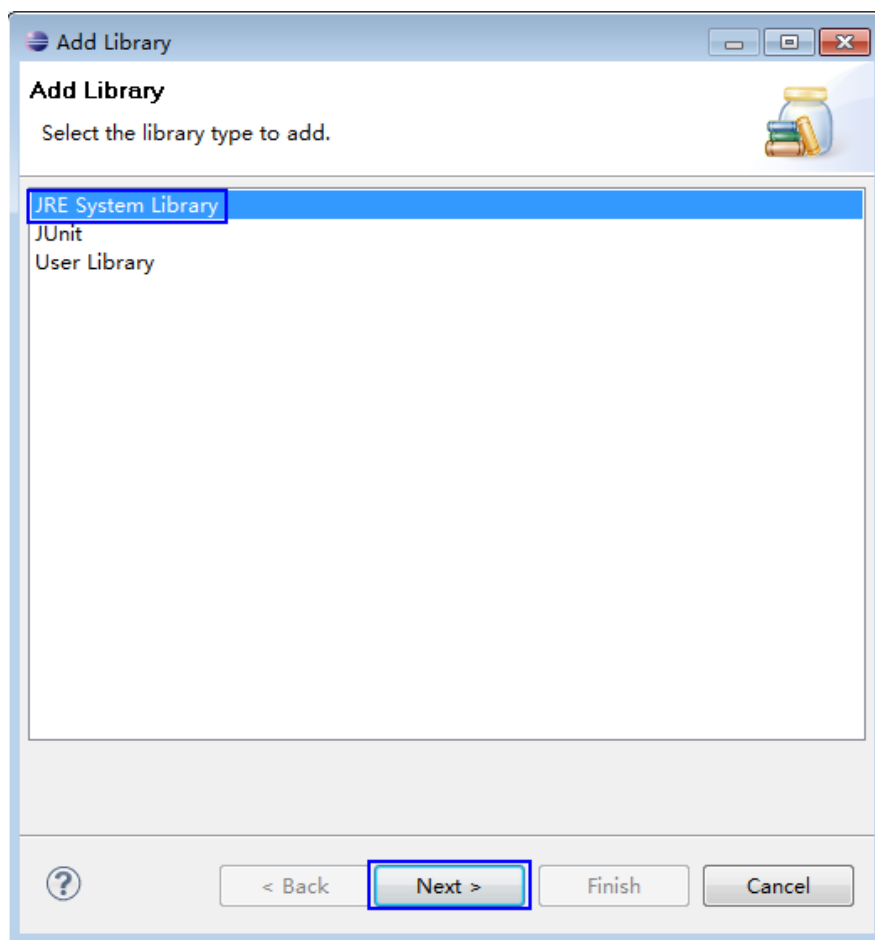 Add Library
Add Library
Select the library type to add.
JRE System Library
JUnit
User Library
? < Back Next > Finish Cancel